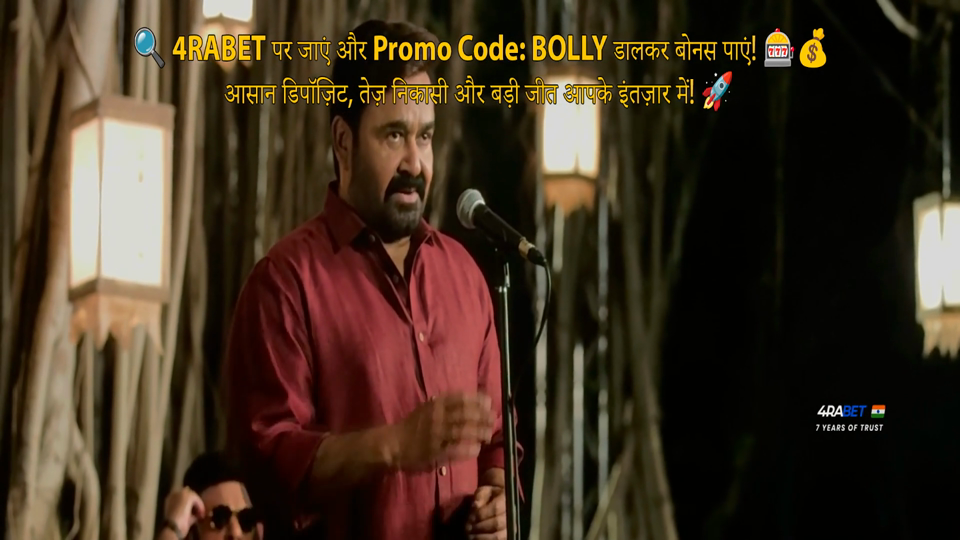 🔍 4RABET पर जाएं और Promo Code: BOLLY डालकर बोनस पाएं! 🎰💰
आसान डिपॉज़िट, तेज़ निकासी और बड़ी जीत आपके इंतज़ार में! 🚀
4RABET
7 YEARS OF TRUST